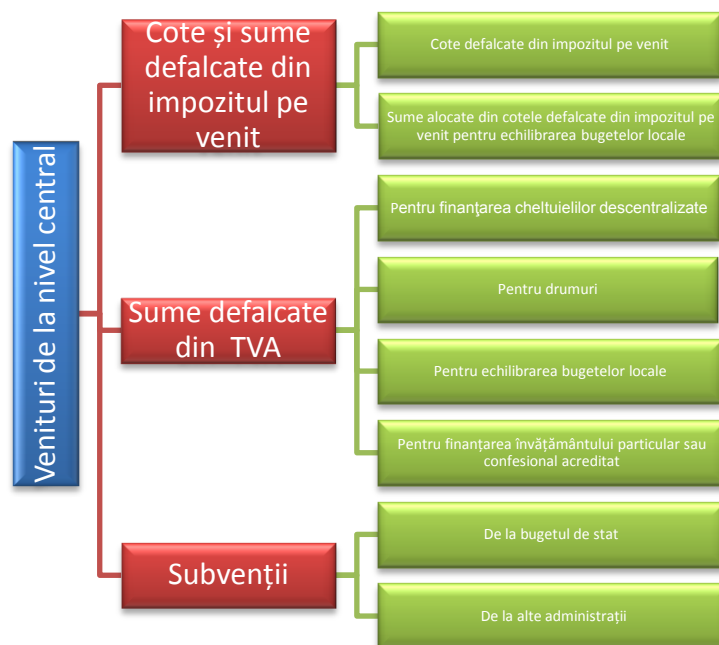 Venituri de la nivel central
Cote și sume
defalcate din
impozitul pe
venit
Cote defalcate din impozitul pe venit
Sume alocate din cotele defalcate din impozitul pe
venit pentru echilibrarea bugetelor locale
Sume defalcate
din TVA
Pentru finanţarea cheltuielilor descentralizate
Pentru drumuri
Pentru echilibrarea bugetelor locale
Pentru finanțarea învățământului particular sau
confesional acreditat
Subvenții
De la bugetul de stat
De la alte administrații